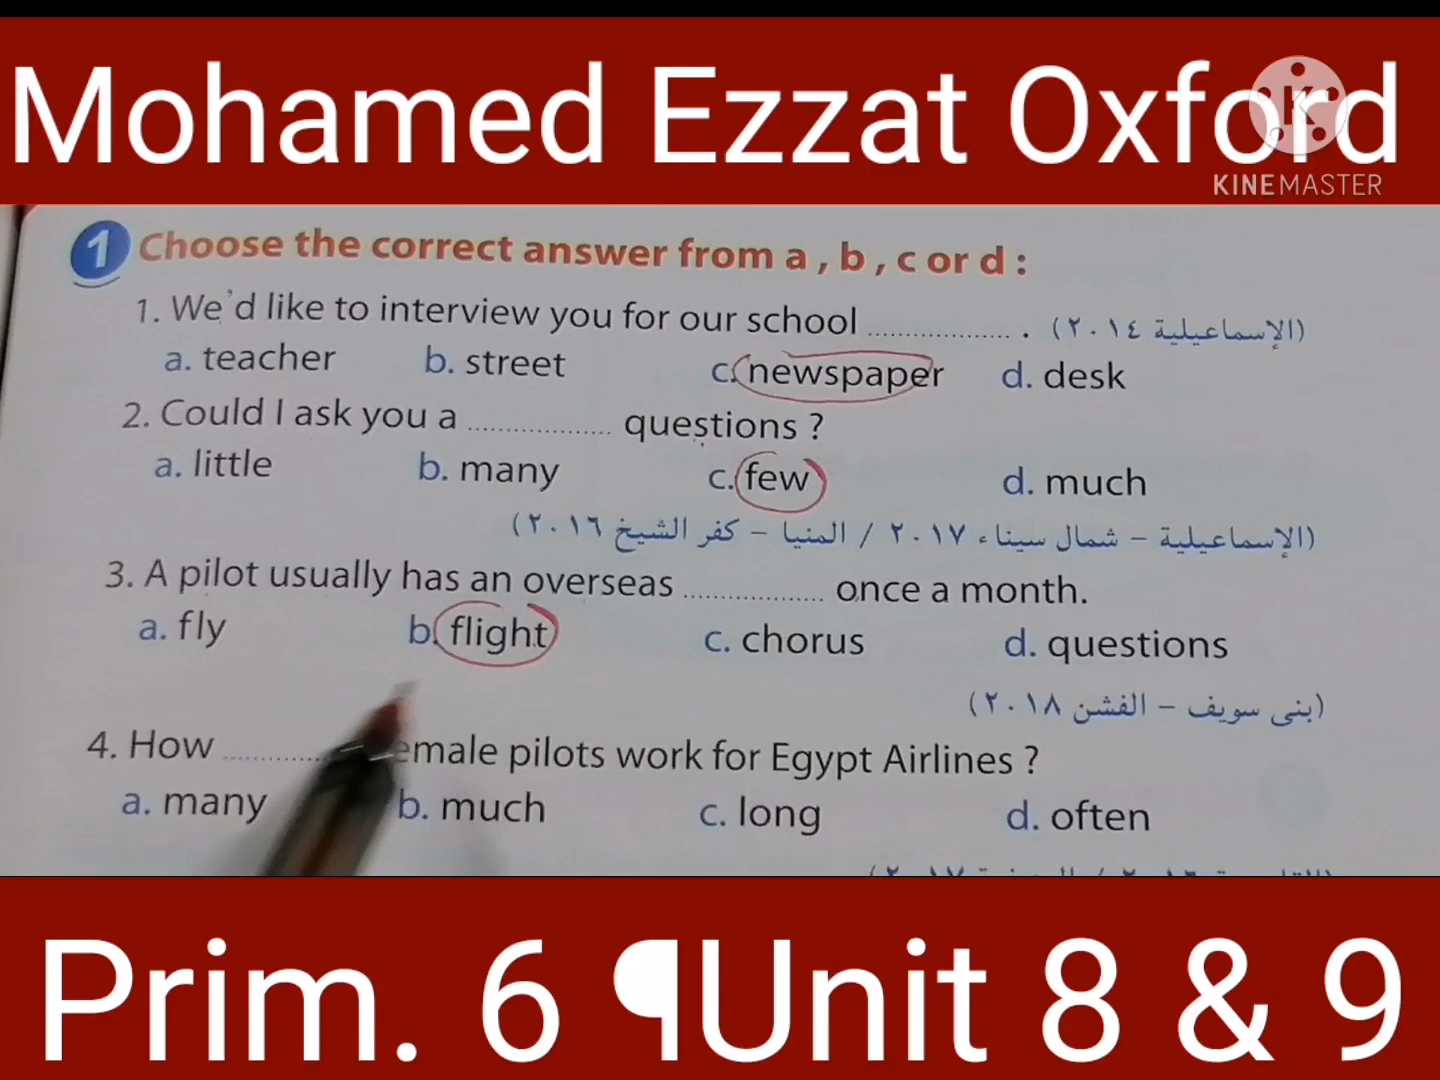 Mohamed Ezzat Oxford
KINEMASTER
1 Choose the correct answer from a , b , c or d :
1. We'd like to interview you for our school .................. . (الإسماعيلية ٢٠١٤)
a. teacher b. street c. newspaper d. desk
2. Could I ask you a .................. questions ?
a. little b. many c. few d. much
(الإسماعيلية – شمال سيناء ٢٠١٧ / المنيا – كفر الشيخ ٢٠١٦)
3. A pilot usually has an overseas .................. once a month.
a. fly b. flight c. chorus d. questions
(بنى سويف – الفشن ٢٠١٨)
4. How .............. emale pilots work for Egypt Airlines ?
a. many b. much c. long d. often
Prim. 6 ¶Unit 8 & 9